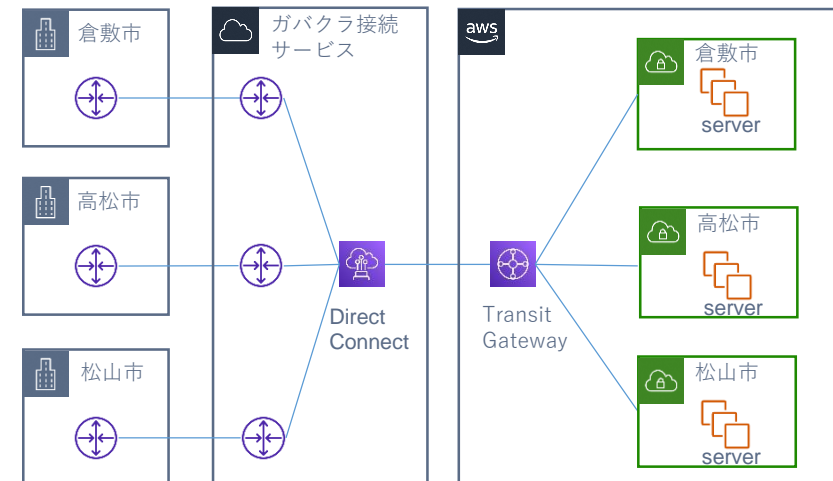 倉敷市
ガバクラ接続
サービス
aws
倉敷市
server
高松市
高松市
server
Direct
Connect
Transit
Gateway
松山市
松山市
server